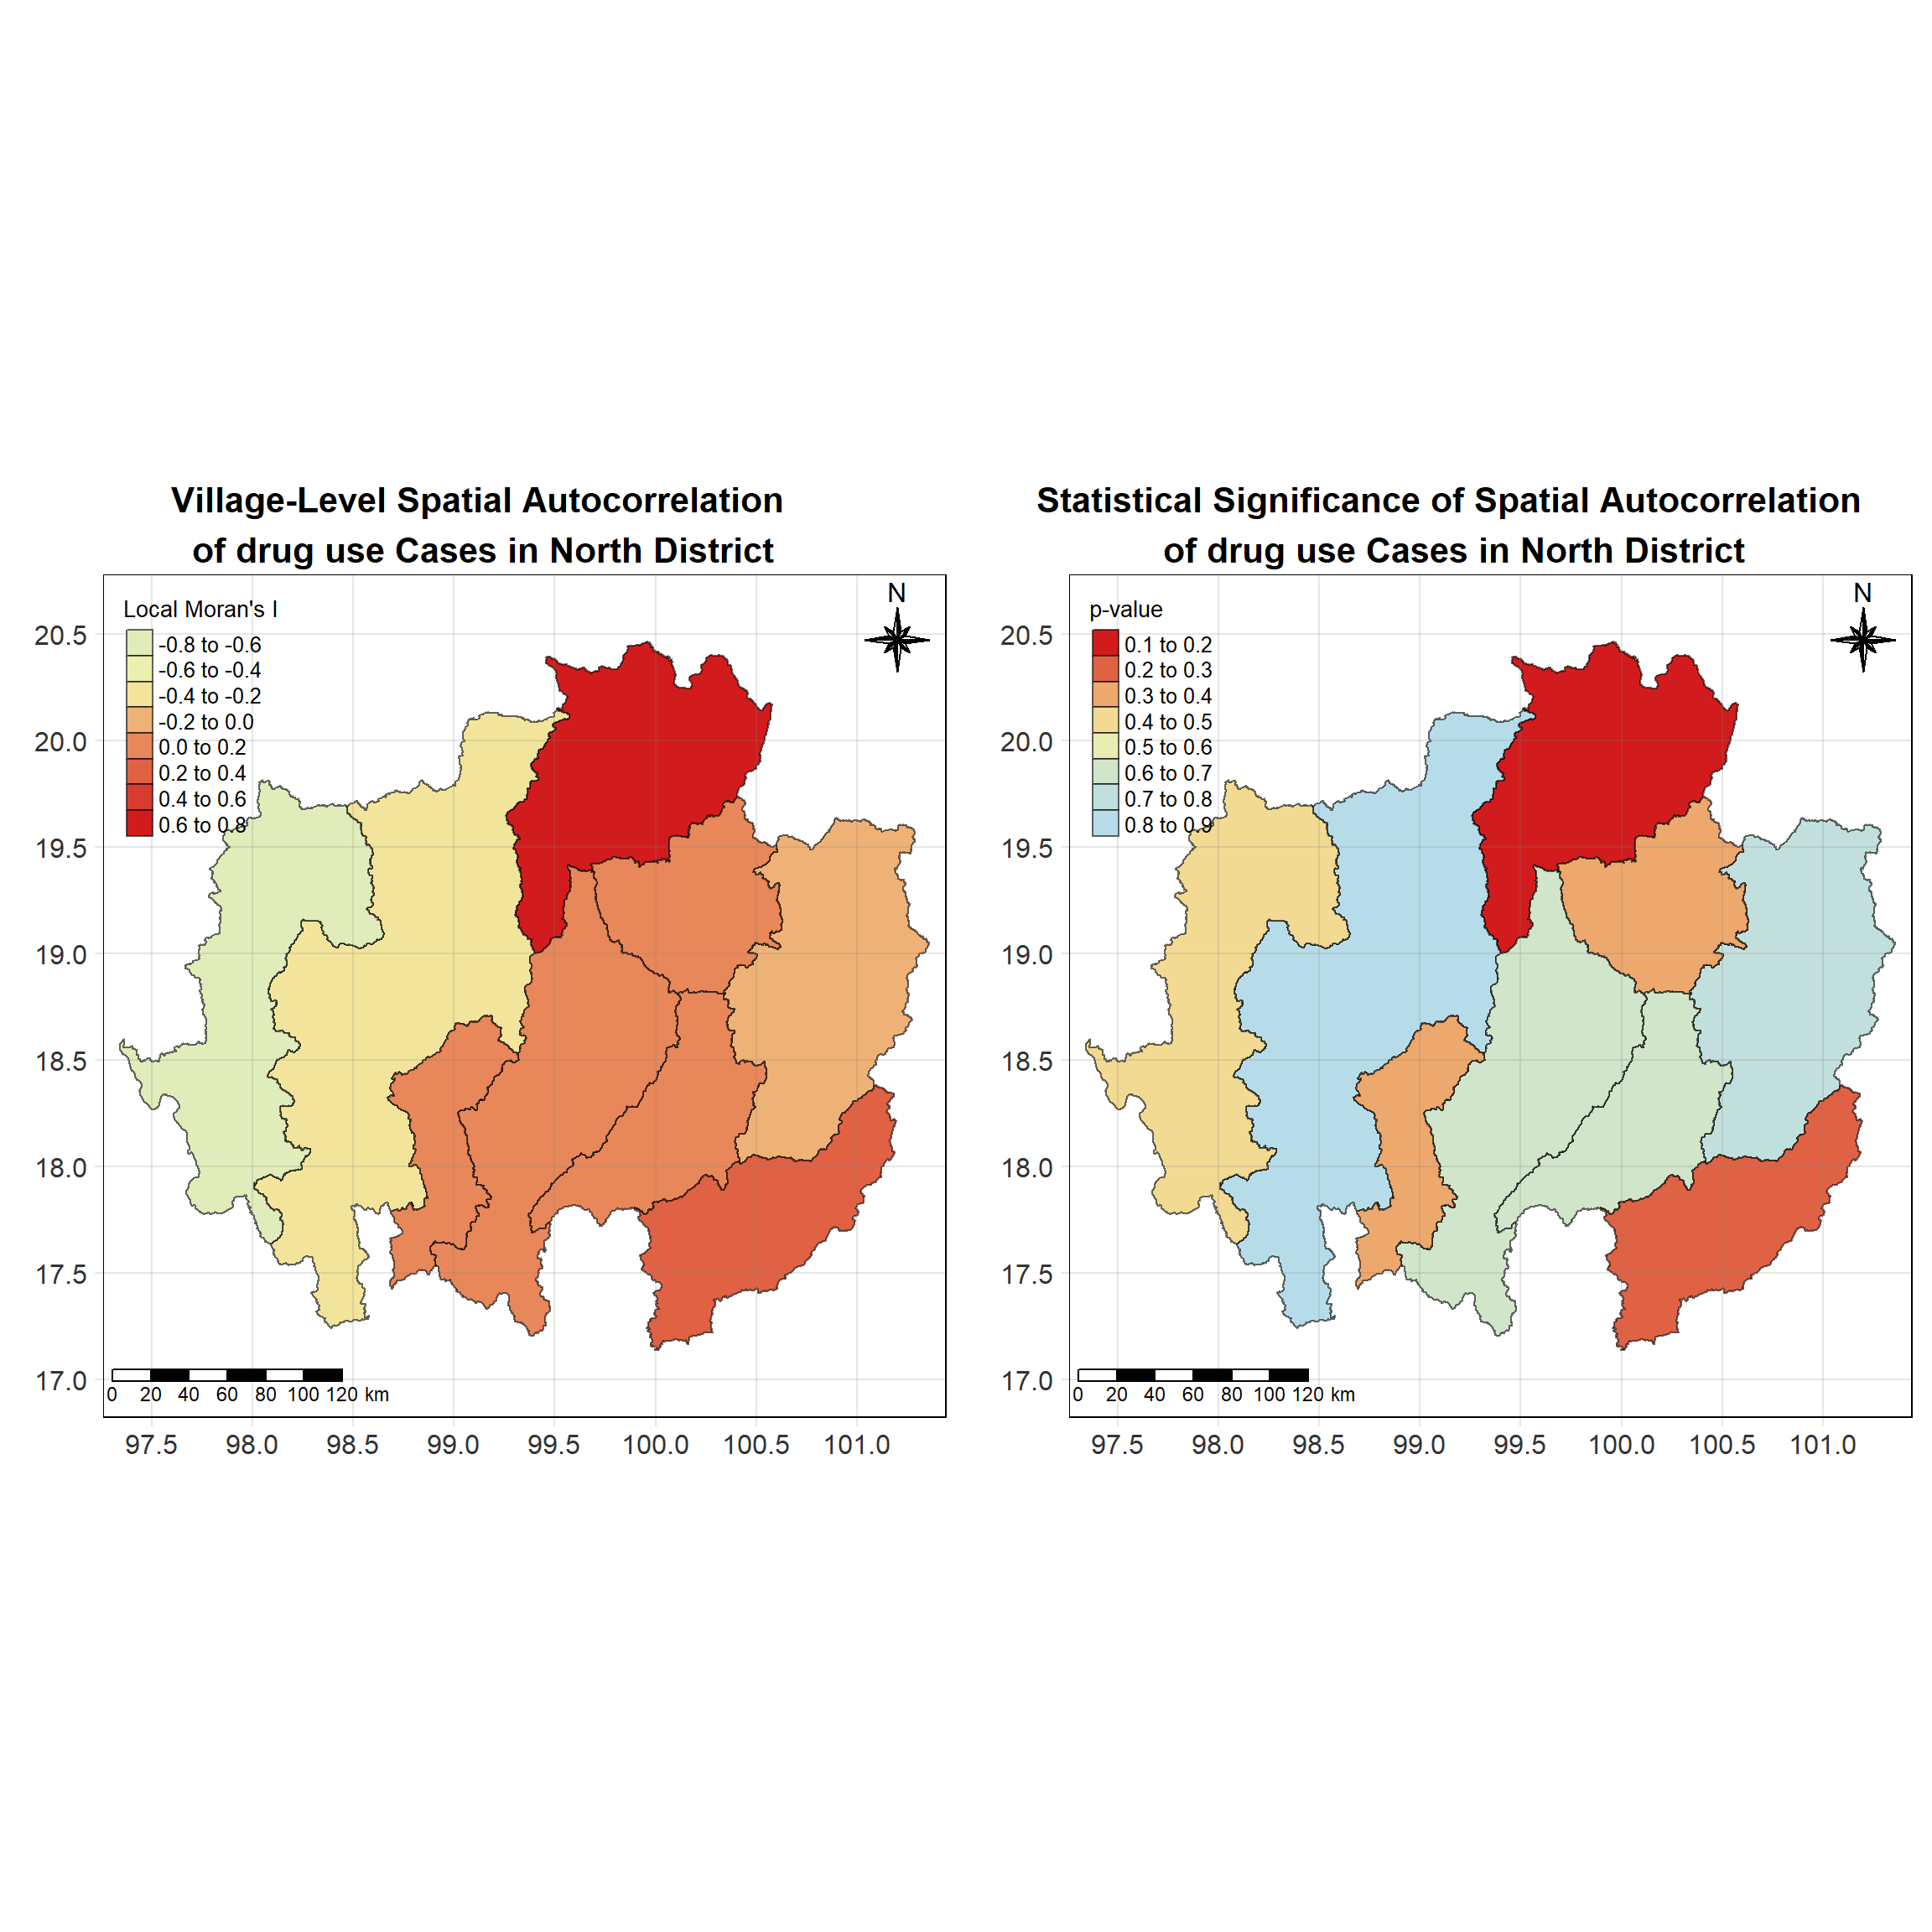 Village-Level Spatial Autocorrelation
of drug use Cases in North District
Local Moran's I
-0.8 to -0.6
-0.6 to -0.4
-0.4 to -0.2
-0.2 to 0.0
0.0 to 0.2
0.2 to 0.4
0.4 to 0.6
0.6 to 0.8
N
20.5
20.0
19.5
19.0
18.5
18.0
17.5
17.0
0 20 40 60 80 100 120 km
97.5 98.0 98.5 99.0 99.5 100.0 100.5 101.0
Statistical Significance of Spatial Autocorrelation
of drug use Cases in North District
p-value
0.1 to 0.2
0.2 to 0.3
0.3 to 0.4
0.4 to 0.5
0.5 to 0.6
0.6 to 0.7
0.7 to 0.8
0.8 to 0.9
N
20.5
20.0
19.5
19.0
18.5
18.0
17.5
17.0
0 20 40 60 80 100 120 km
97.5 98.0 98.5 99.0 99.5 100.0 100.5 101.0